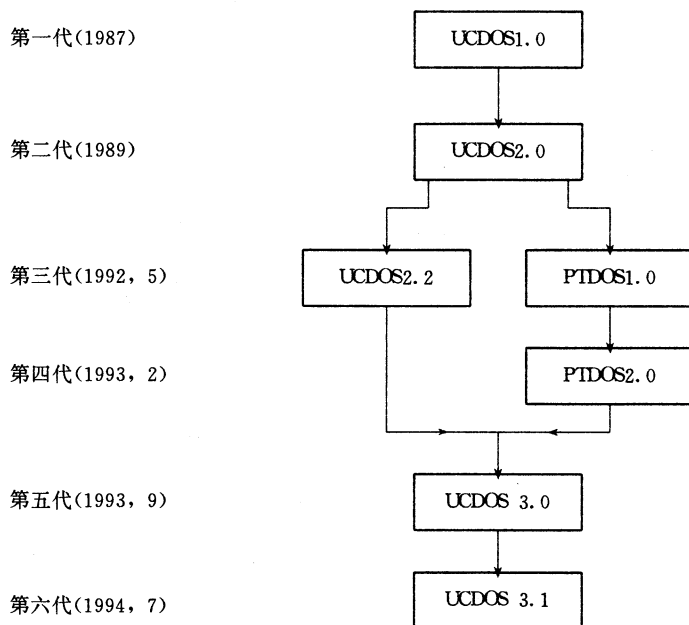 第一代(1987) UCDOS1.0
第二代(1989) UCDOS2.0
第三代(1992, 5) UCDOS2.2 PTDOS1.0
第四代(1993, 2) PTDOS2.0
第五代(1993, 9) UCDOS 3.0
第六代(1994, 7) UCDOS 3.1